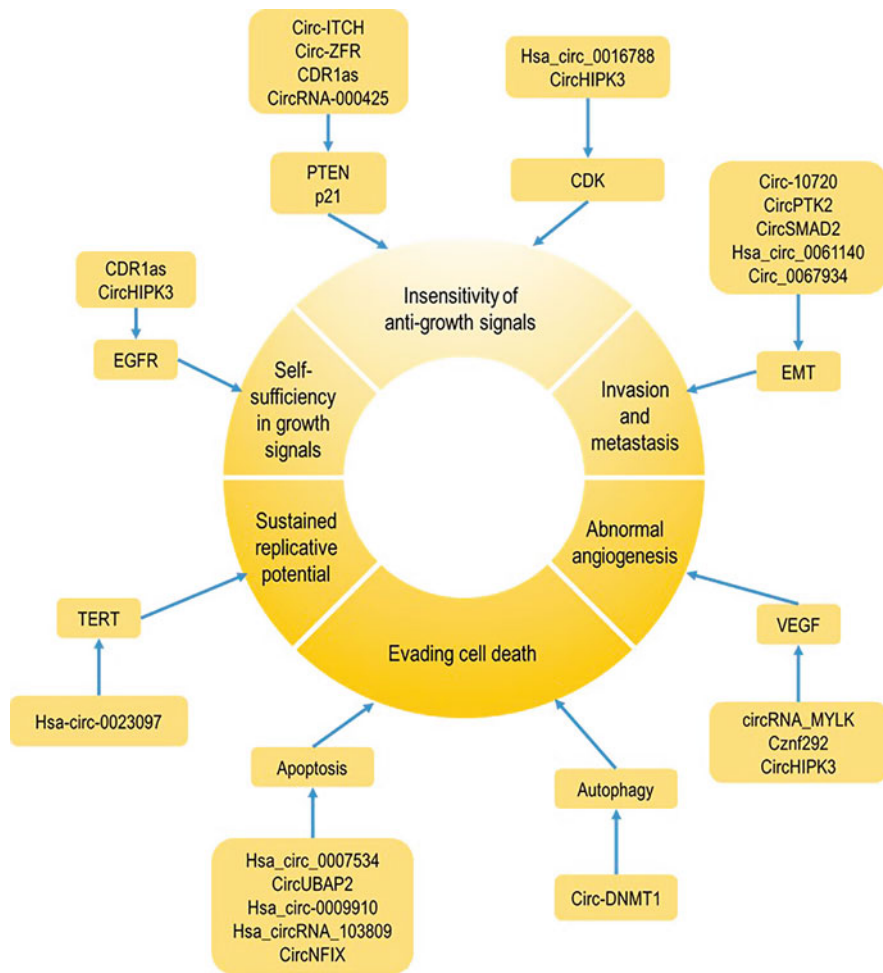 Circ-ITCH
Circ-ZFR
CDR1as
CircRNA-000425
Hsa_circ_0016788
CircHIPK3
PTEN
p21
CDK
Circ-10720
CircPTK2
CircSMAD2
Hsa_circ_0061140
Circ_0067934
CDR1as
CircHIPK3
EGFR
EMT
Insensitivity of
anti-growth signals
Self-
sufficiency
in growth
signals
Invasion
and
metastasis
Sustained
replicative
potential
Abnormal
angiogenesis
Evading cell death
TERT
VEGF
Hsa-circ-0023097
circRNA_MYLK
Cznf292
CircHIPK3
Apoptosis
Autophagy
Hsa_circ_0007534
CircUBAP2
Hsa_circ-0009910
Hsa_circRNA_103809
CircNFIX
Circ-DNMT1